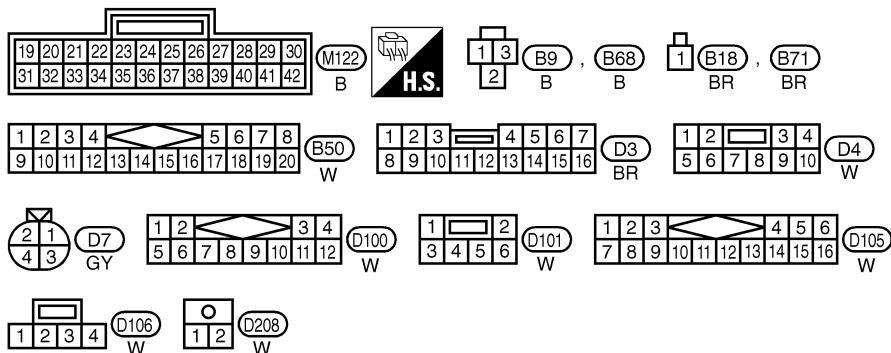 19 20 21 22 23 24 25 26 27 28 29 30
31 32 33 34 35 36 37 38 39 40 41 42
M122
B
H.S.
1 3
2
B9 , B68
B B
1
B18 , B71
BR BR
1 2 3 4 5 6 7 8
9 10 11 12 13 14 15 16 17 18 19 20
B50
W
1 2 3 4 5 6 7
8 9 10 11 12 13 14 15 16
D3
BR
1 2 3 4
5 6 7 8 9 10
D4
W
2 1
4 3
D7
GY
1 2 3 4
5 6 7 8 9 10 11 12
D100
W
1 2
3 4 5 6
D101
W
1 2 3 4 5 6
7 8 9 10 11 12 13 14 15 16
D105
W
1 2 3 4
D106
W
1 2
D208
W